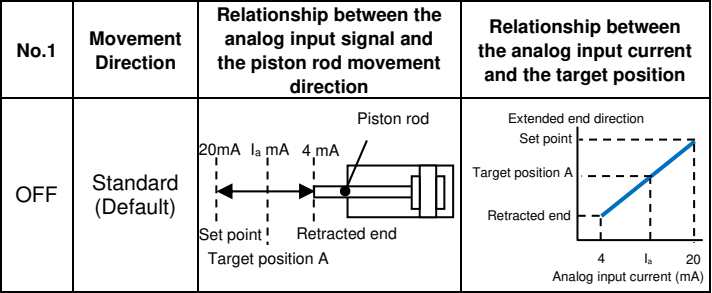 No.1
Movement
Direction
Relationship between the
analog input signal and
the piston rod movement
direction
Relationship between
the analog input current
and the target position
OFF
Standard
(Default)
Piston rod
20mA Iₐ mA 4 mA
Set point
Retracted end
Target position A
Extended end direction
Set point
Target position A
Retracted end
4 Iₐ 20
Analog input current (mA)